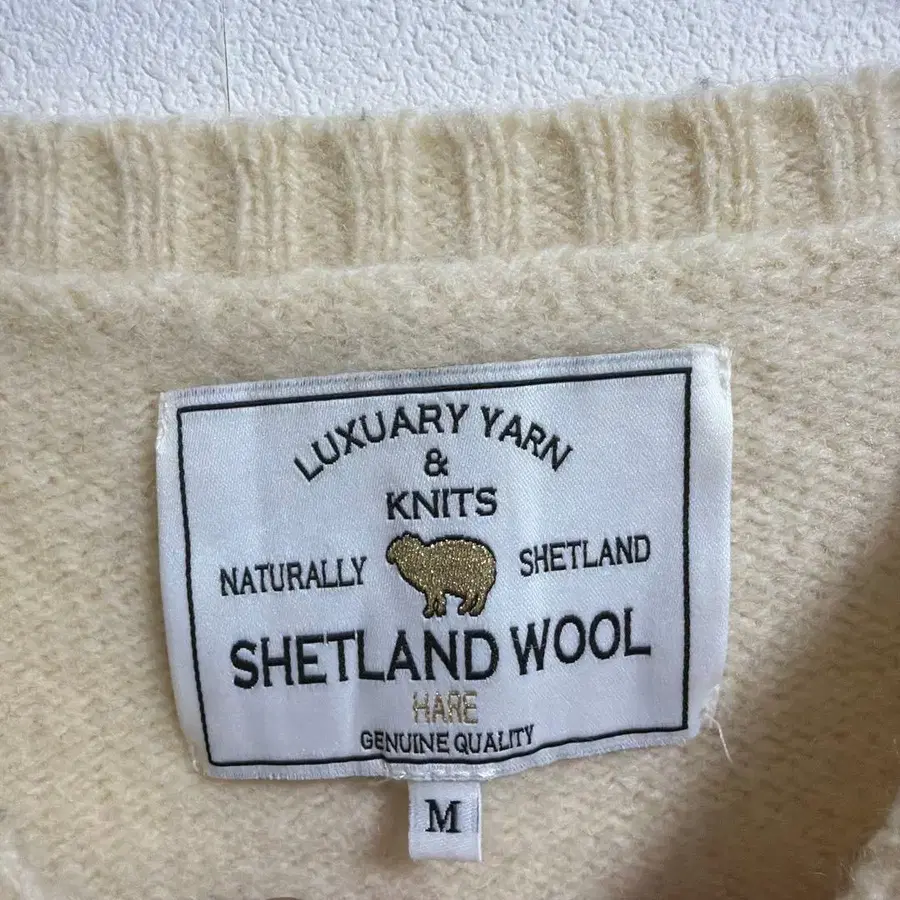 LUXUARY YARN
&
KNITS
NATURALLY SHETLAND
SHETLAND WOOL
HARE
GENUINE QUALITY
M